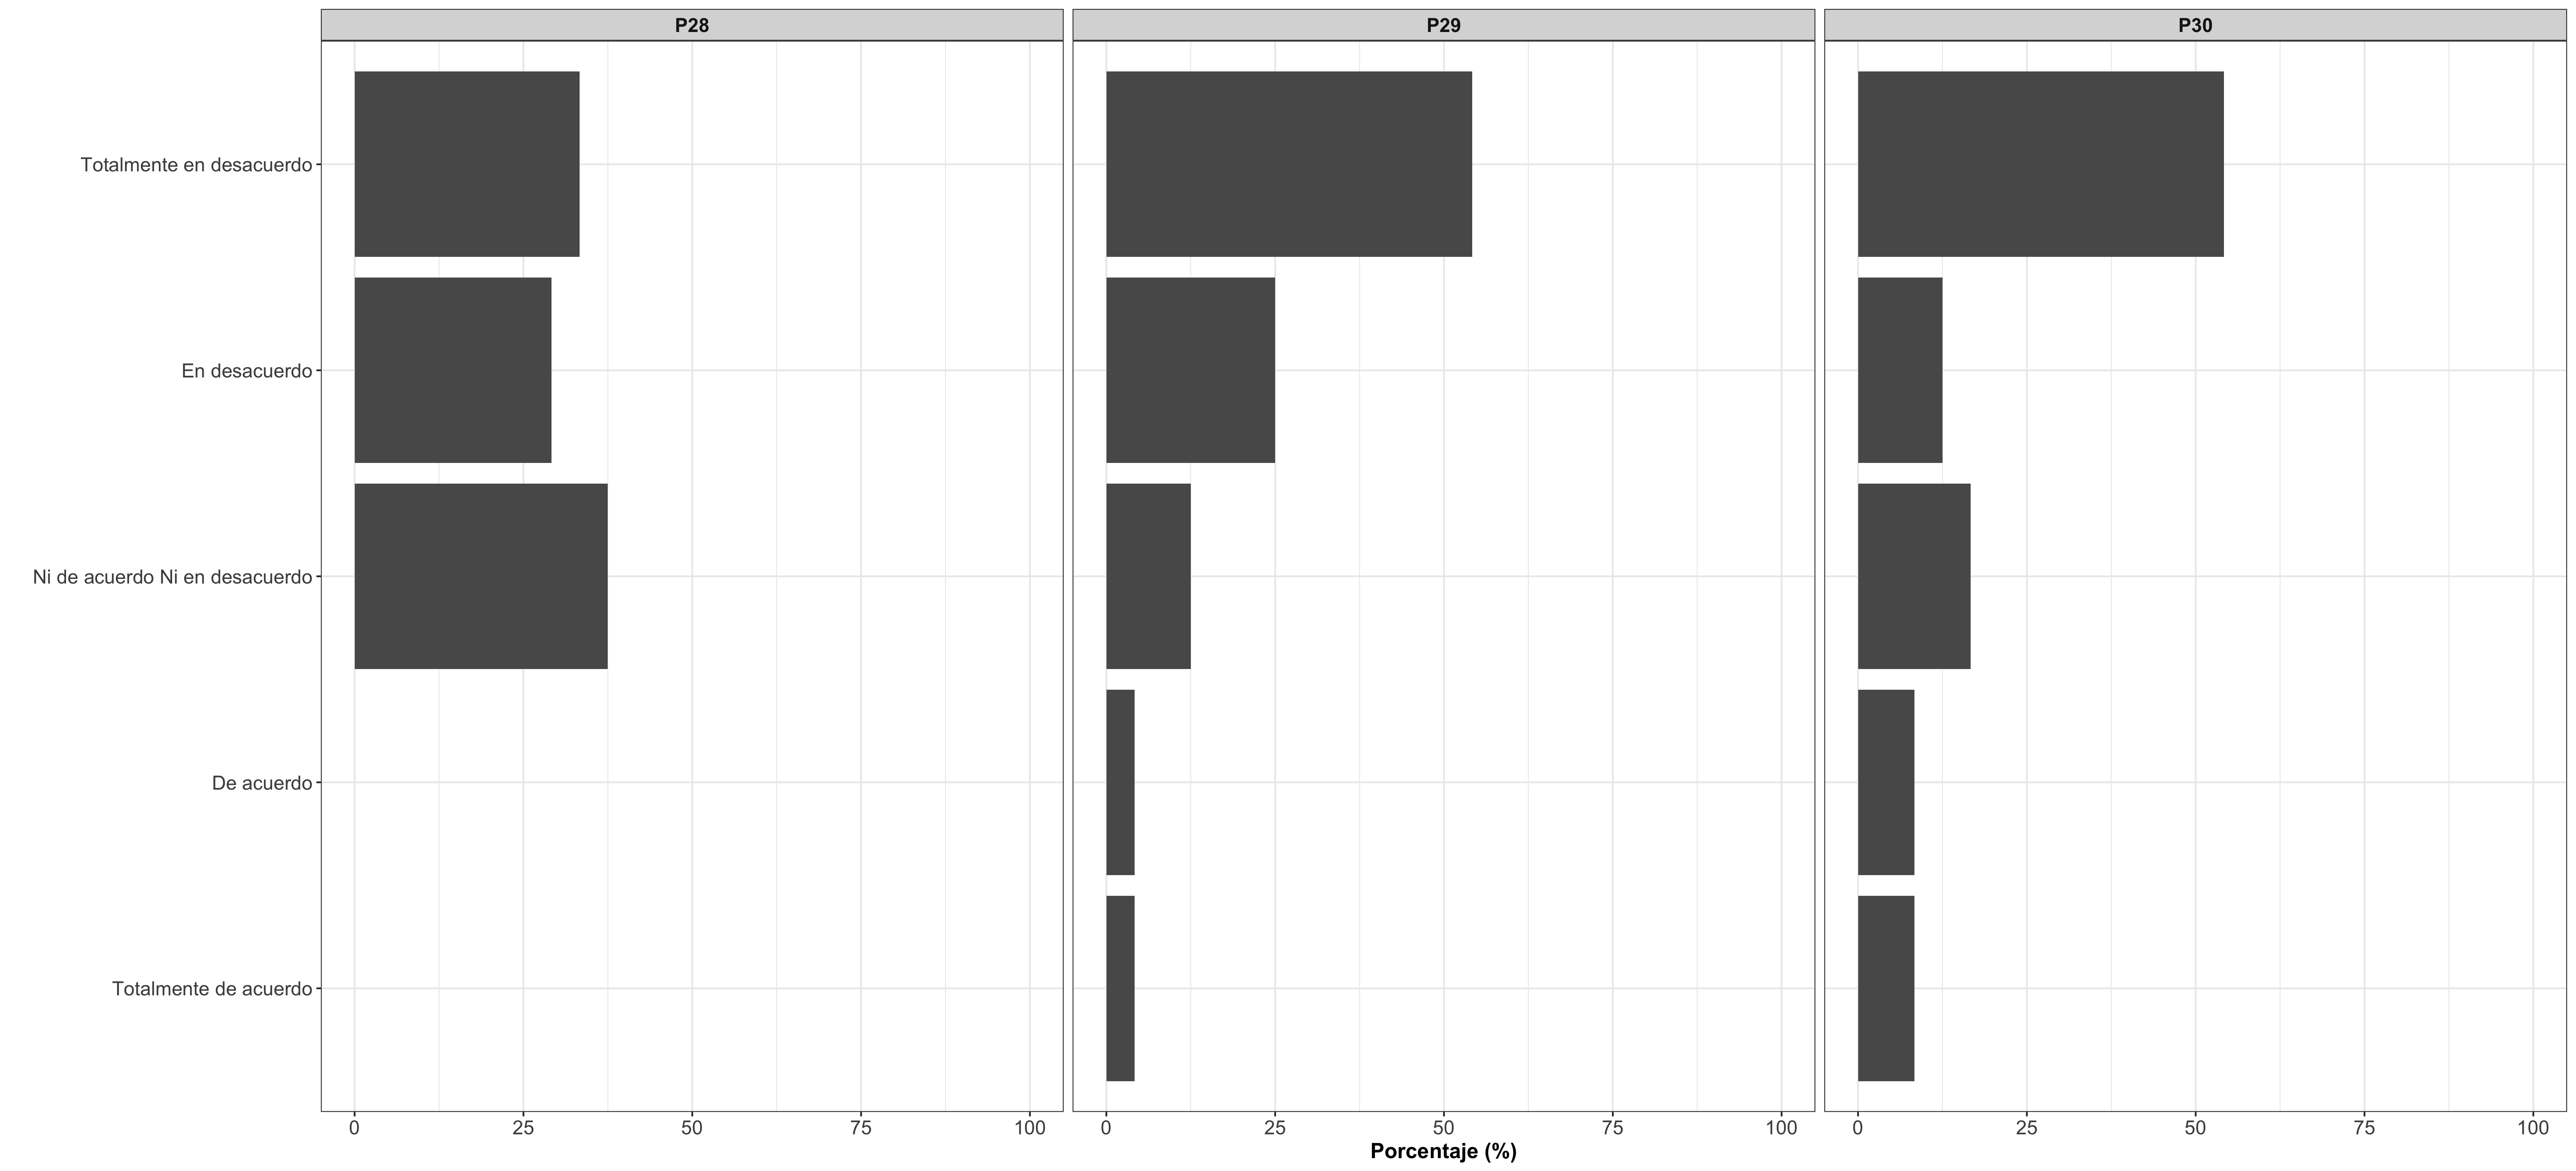 P28 P29 P30
Totalmente en desacuerdo
En desacuerdo
Ni de acuerdo Ni en desacuerdo
De acuerdo
Totalmente de acuerdo
0 25 50 75 100 0 25 50 75 100 0 25 50 75 100
Porcentaje (%)